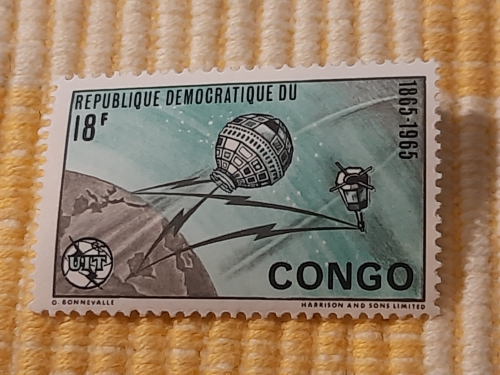 REPUBLIQUE DEMOCRATIQUE DU
18F
1865-1965
UIT
CONGO
O. BONNEVALLE
HARRISON AND SONS LIMITED